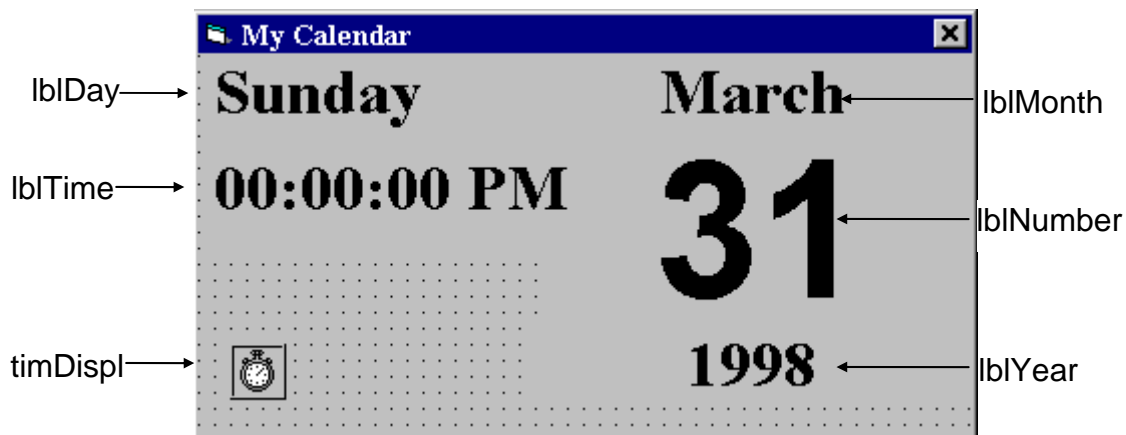 My Calendar
lblDay
Sunday
March
lblMonth
lblTime
00:00:00 PM
31
lblNumber
timDispl
1998
lblYear